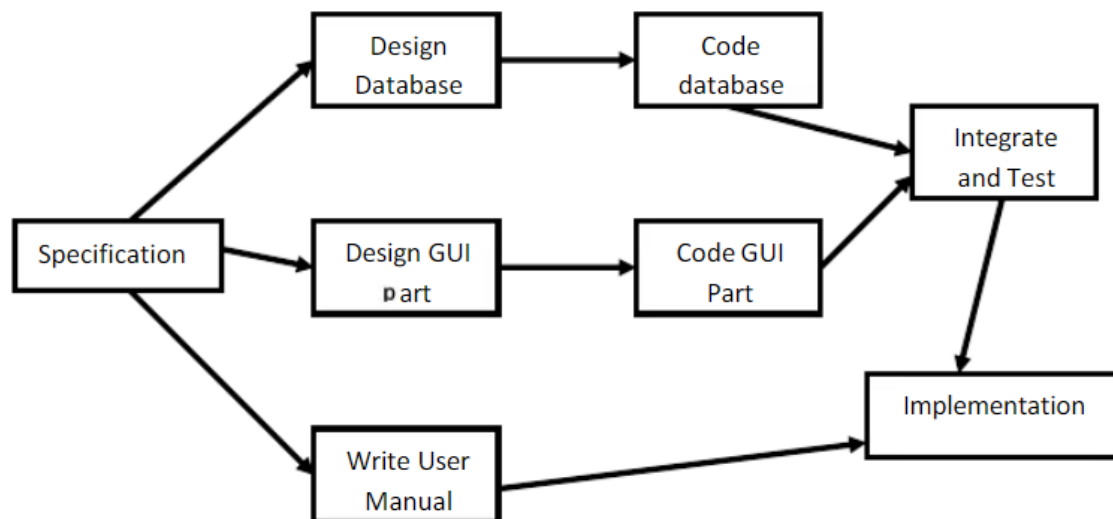 Design
Database
Code
database
Integrate
and Test
Specification
Design GUI
part
Code GUI
Part
Implementation
Write User
Manual